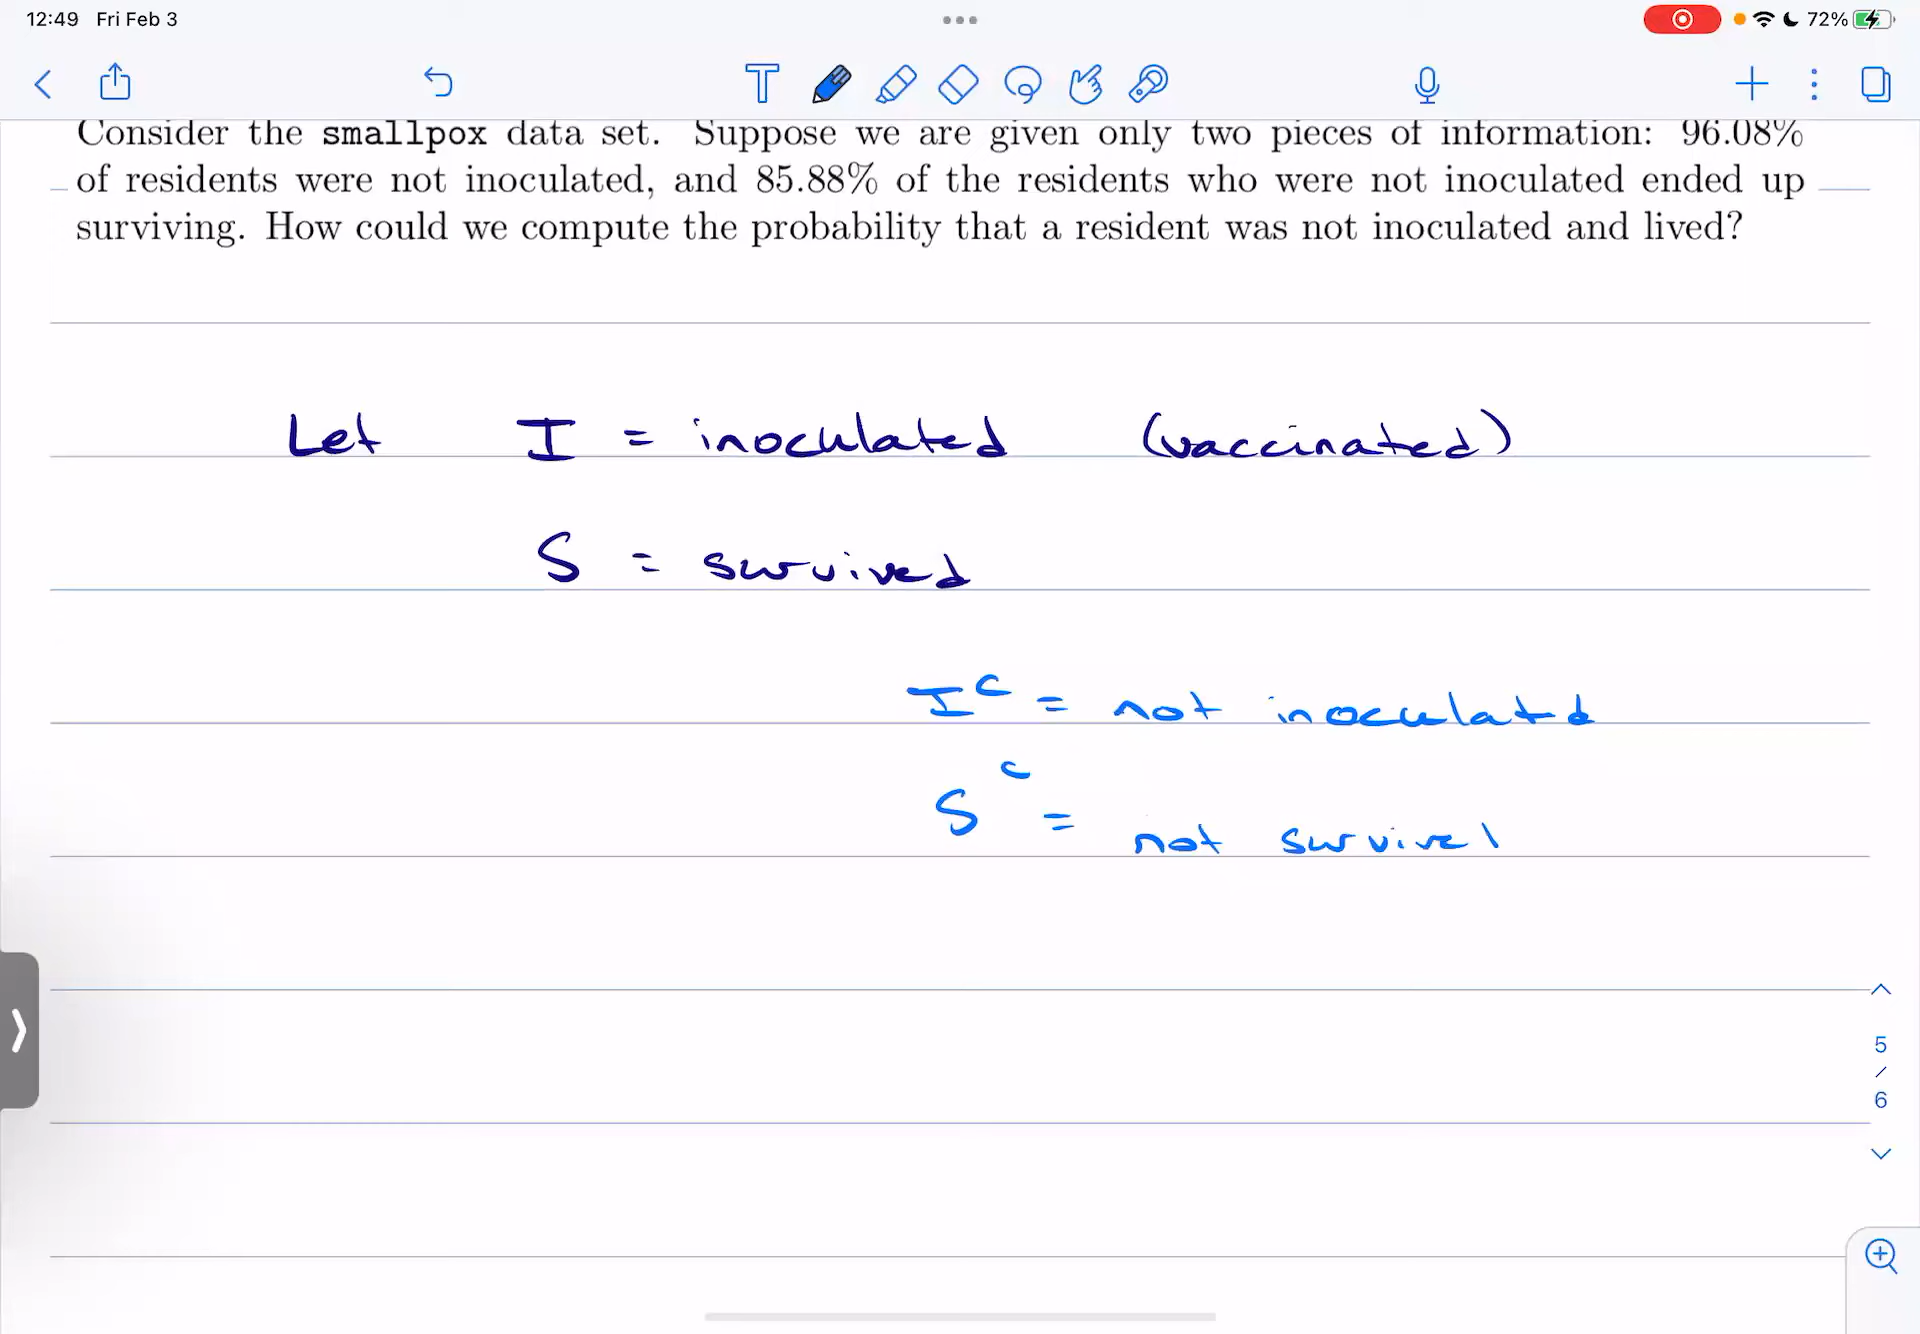 12:49 Fri Feb 3
72%
Consider the smallpox data set. Suppose we are given only two pieces of information: 96.08%
of residents were not inoculated, and 85.88% of the residents who were not inoculated ended up
surviving. How could we compute the probability that a resident was not inoculated and lived?
Let I = inoculated (vaccinated)
S = survived
I^c = not inoculatd
S^c = not survived
5
/
6